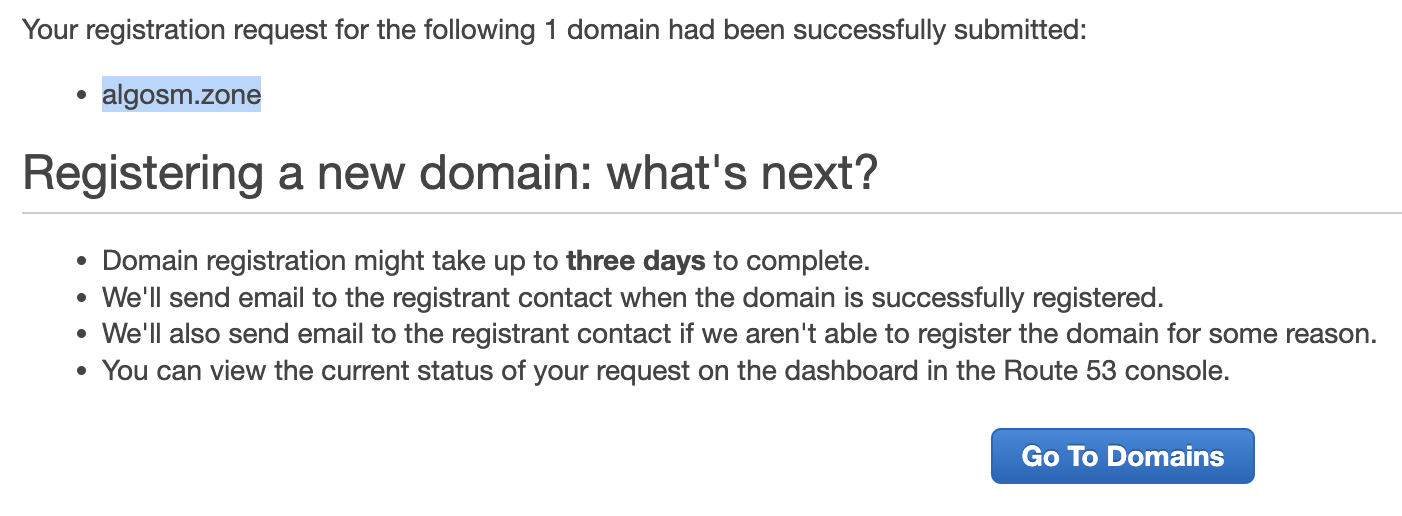 Your registration request for the following 1 domain had been successfully submitted:
• algosm.zone
Registering a new domain: what's next?
• Domain registration might take up to three days to complete.
• We'll send email to the registrant contact when the domain is successfully registered.
• We'll also send email to the registrant contact if we aren't able to register the domain for some reason.
• You can view the current status of your request on the dashboard in the Route 53 console.
Go To Domains